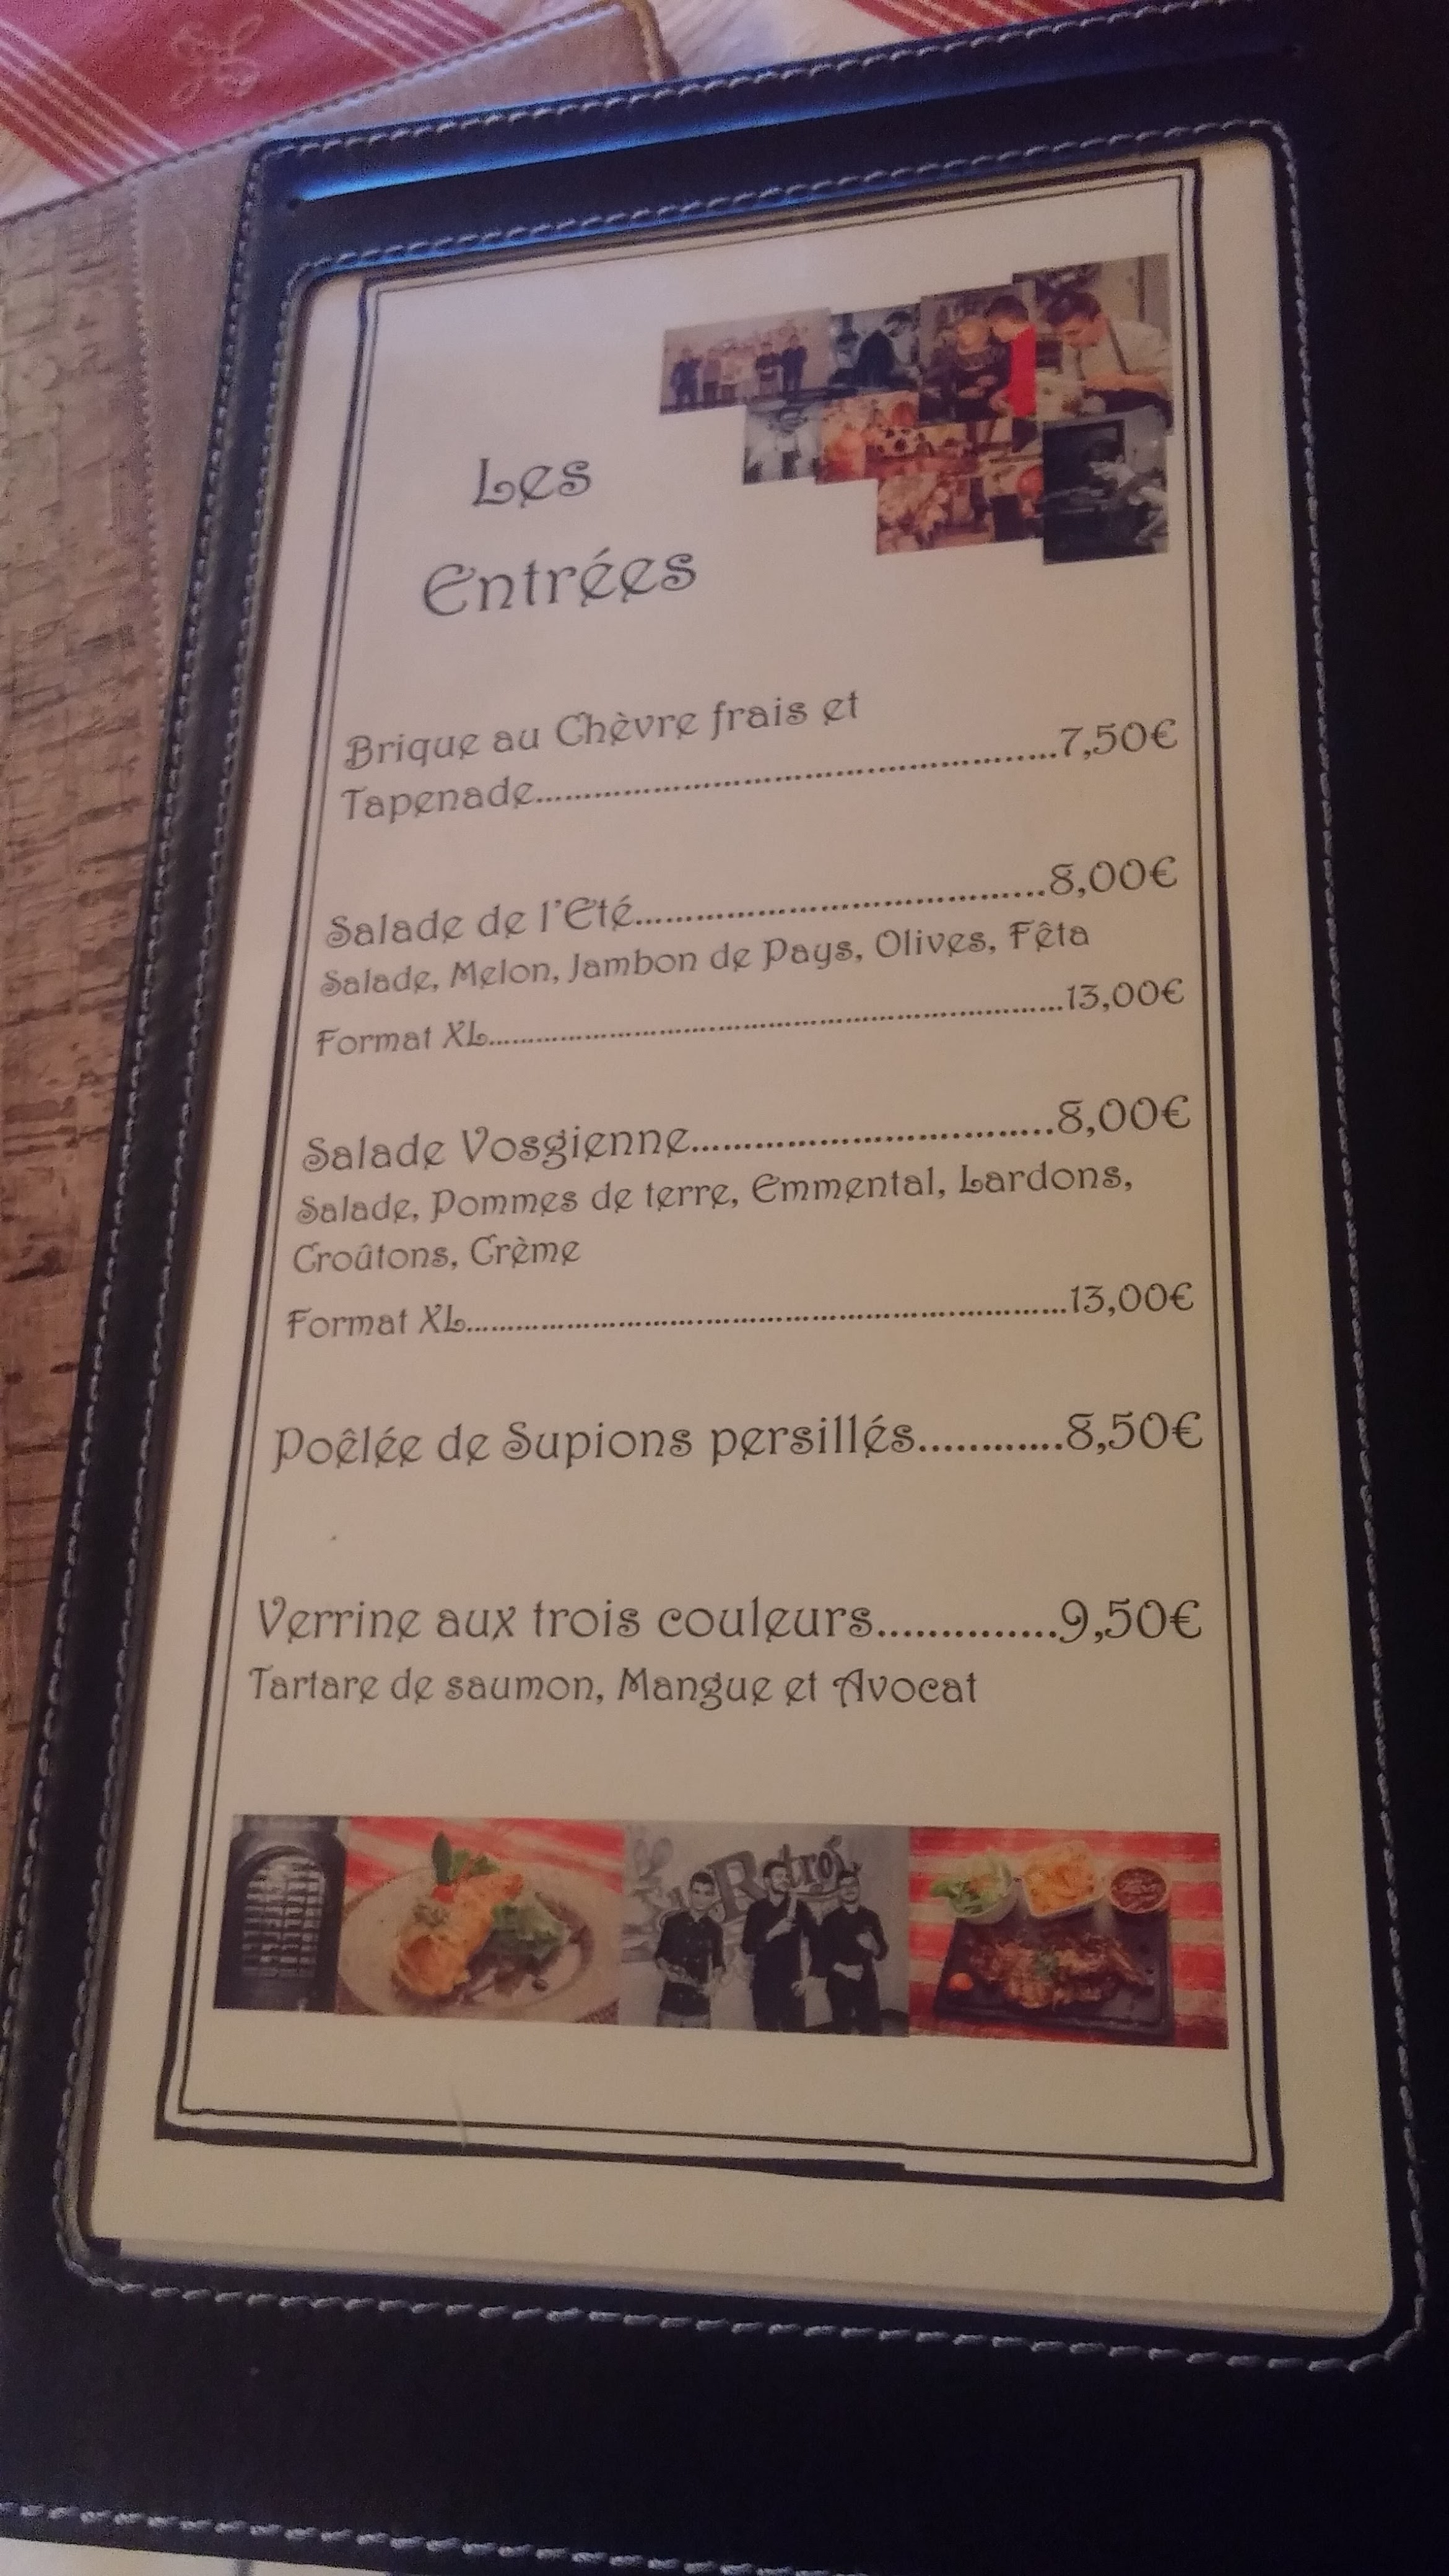 Les
Entrées
Brique au Chèvre frais et
Tapenade.......................................................7,50€
Salade de l'Eté...........................................8,00€
Salade, Melon, Jambon de Pays, Olives, Fêta
Format XL.............................................................13,00€
Salade Vosgienne.....................................8,00€
Salade, Pommes de terre, Emmental, Lardons,
Croûtons, Crème
Format XL.............................................................13,00€
Poêlée de Supions persillés............8,50€
Verrine aux trois couleurs..............9,50€
Tartare de saumon, Mangue et Avocat
Retro